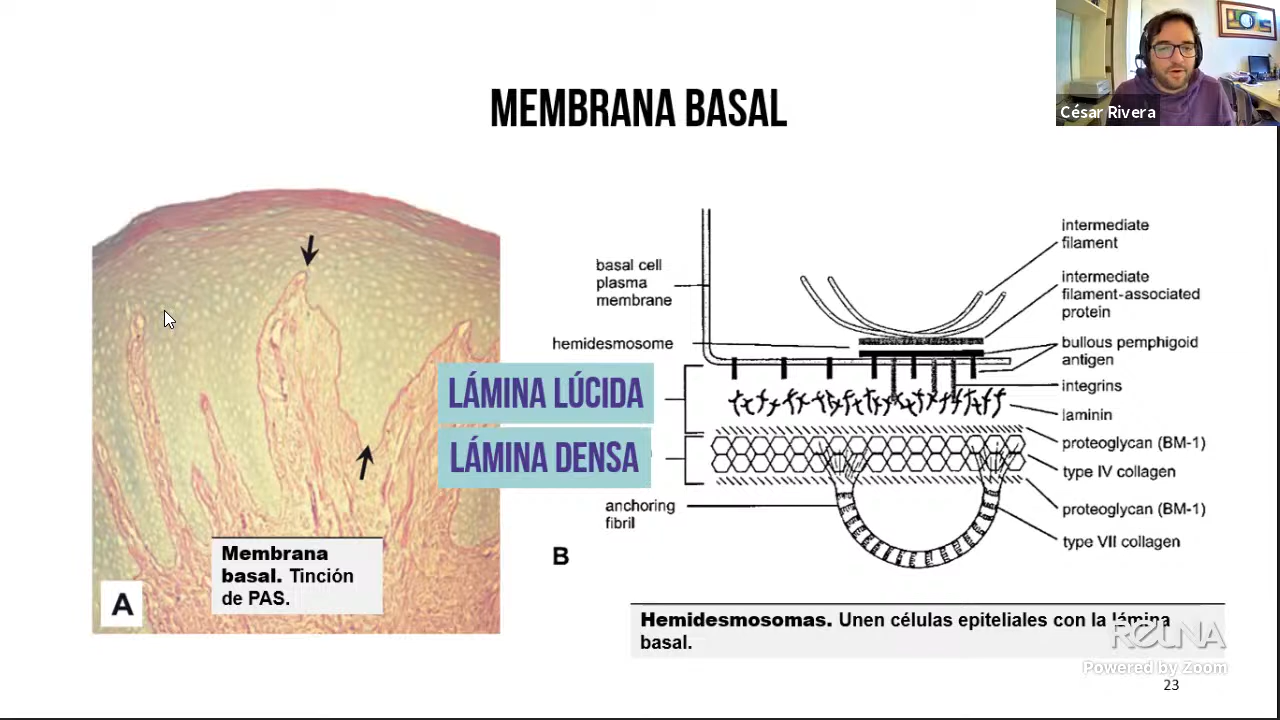 César Rivera
MEMBRANA BASAL
intermediate
filament
basal cell
plasma
membrane
intermediate
filament-associated
protein
hemidesmosome
bullous pemphigoid
antigen
LÁMINA LÚCIDA
integrins
laminin
LÁMINA DENSA
proteoglycan (BM-1)
type IV collagen
anchoring
fibril
proteoglycan (BM-1)
type VII collagen
B
Membrana
basal. Tinción
de PAS.
A
Hemidesmosomas. Unen células epiteliales con la lámina
basal.
REUNA
Powered by Zoom
23